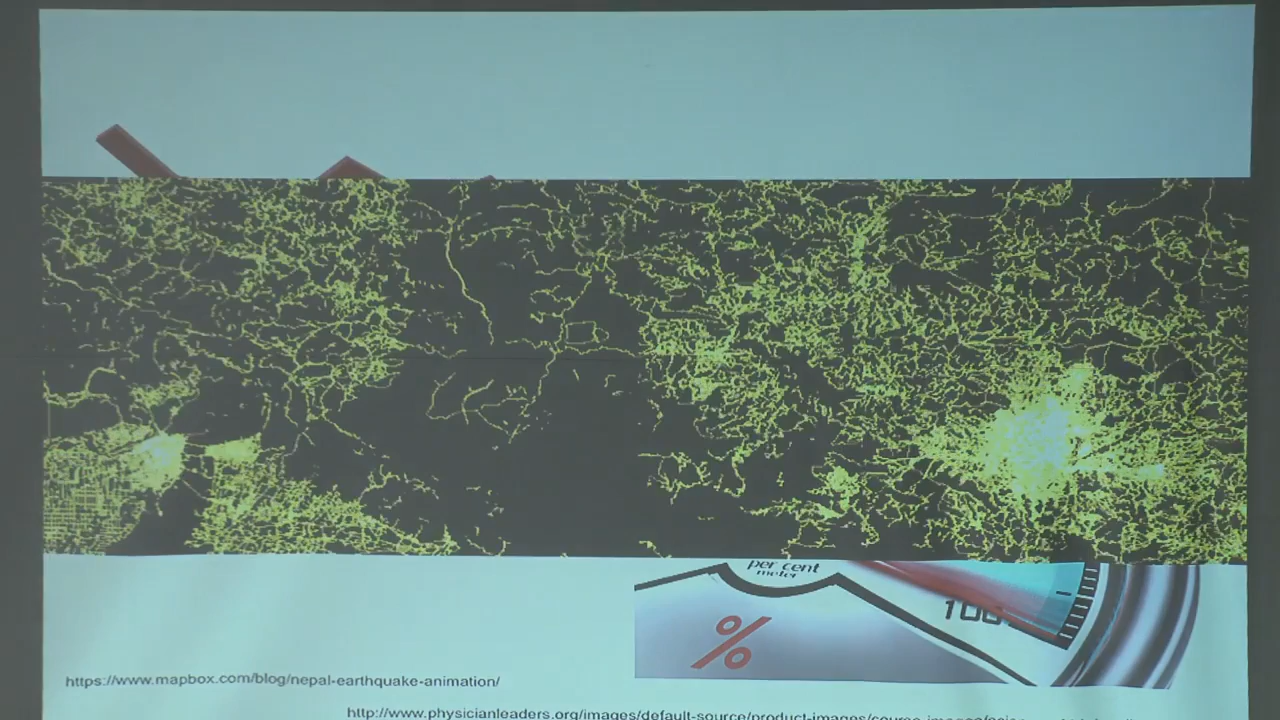 per cent
meter
100
%
https://www.mapbox.com/blog/nepal-earthquake-animation/
http://www.physicianleaders.org/images/default-source/product-images/course-images/